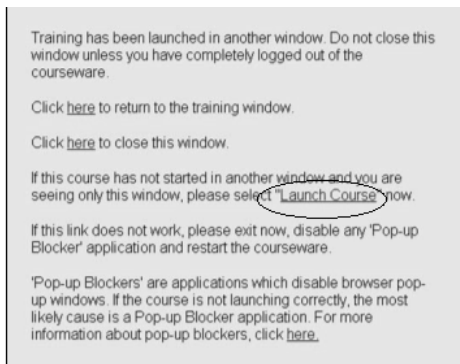 Training has been launched in another window. Do not close this
window unless you have completely logged out of the
courseware.
Click here to return to the training window.
Click here to close this window.
If this course has not started in another window and you are
seeing only this window, please select "Launch Course" now.
If this link does not work, please exit now, disable any 'Pop-up
Blocker' application and restart the courseware.
'Pop-up Blockers' are applications which disable browser pop-
up windows. If the course is not launching correctly, the most
likely cause is a Pop-up Blocker application. For more
information about pop-up blockers, click here.